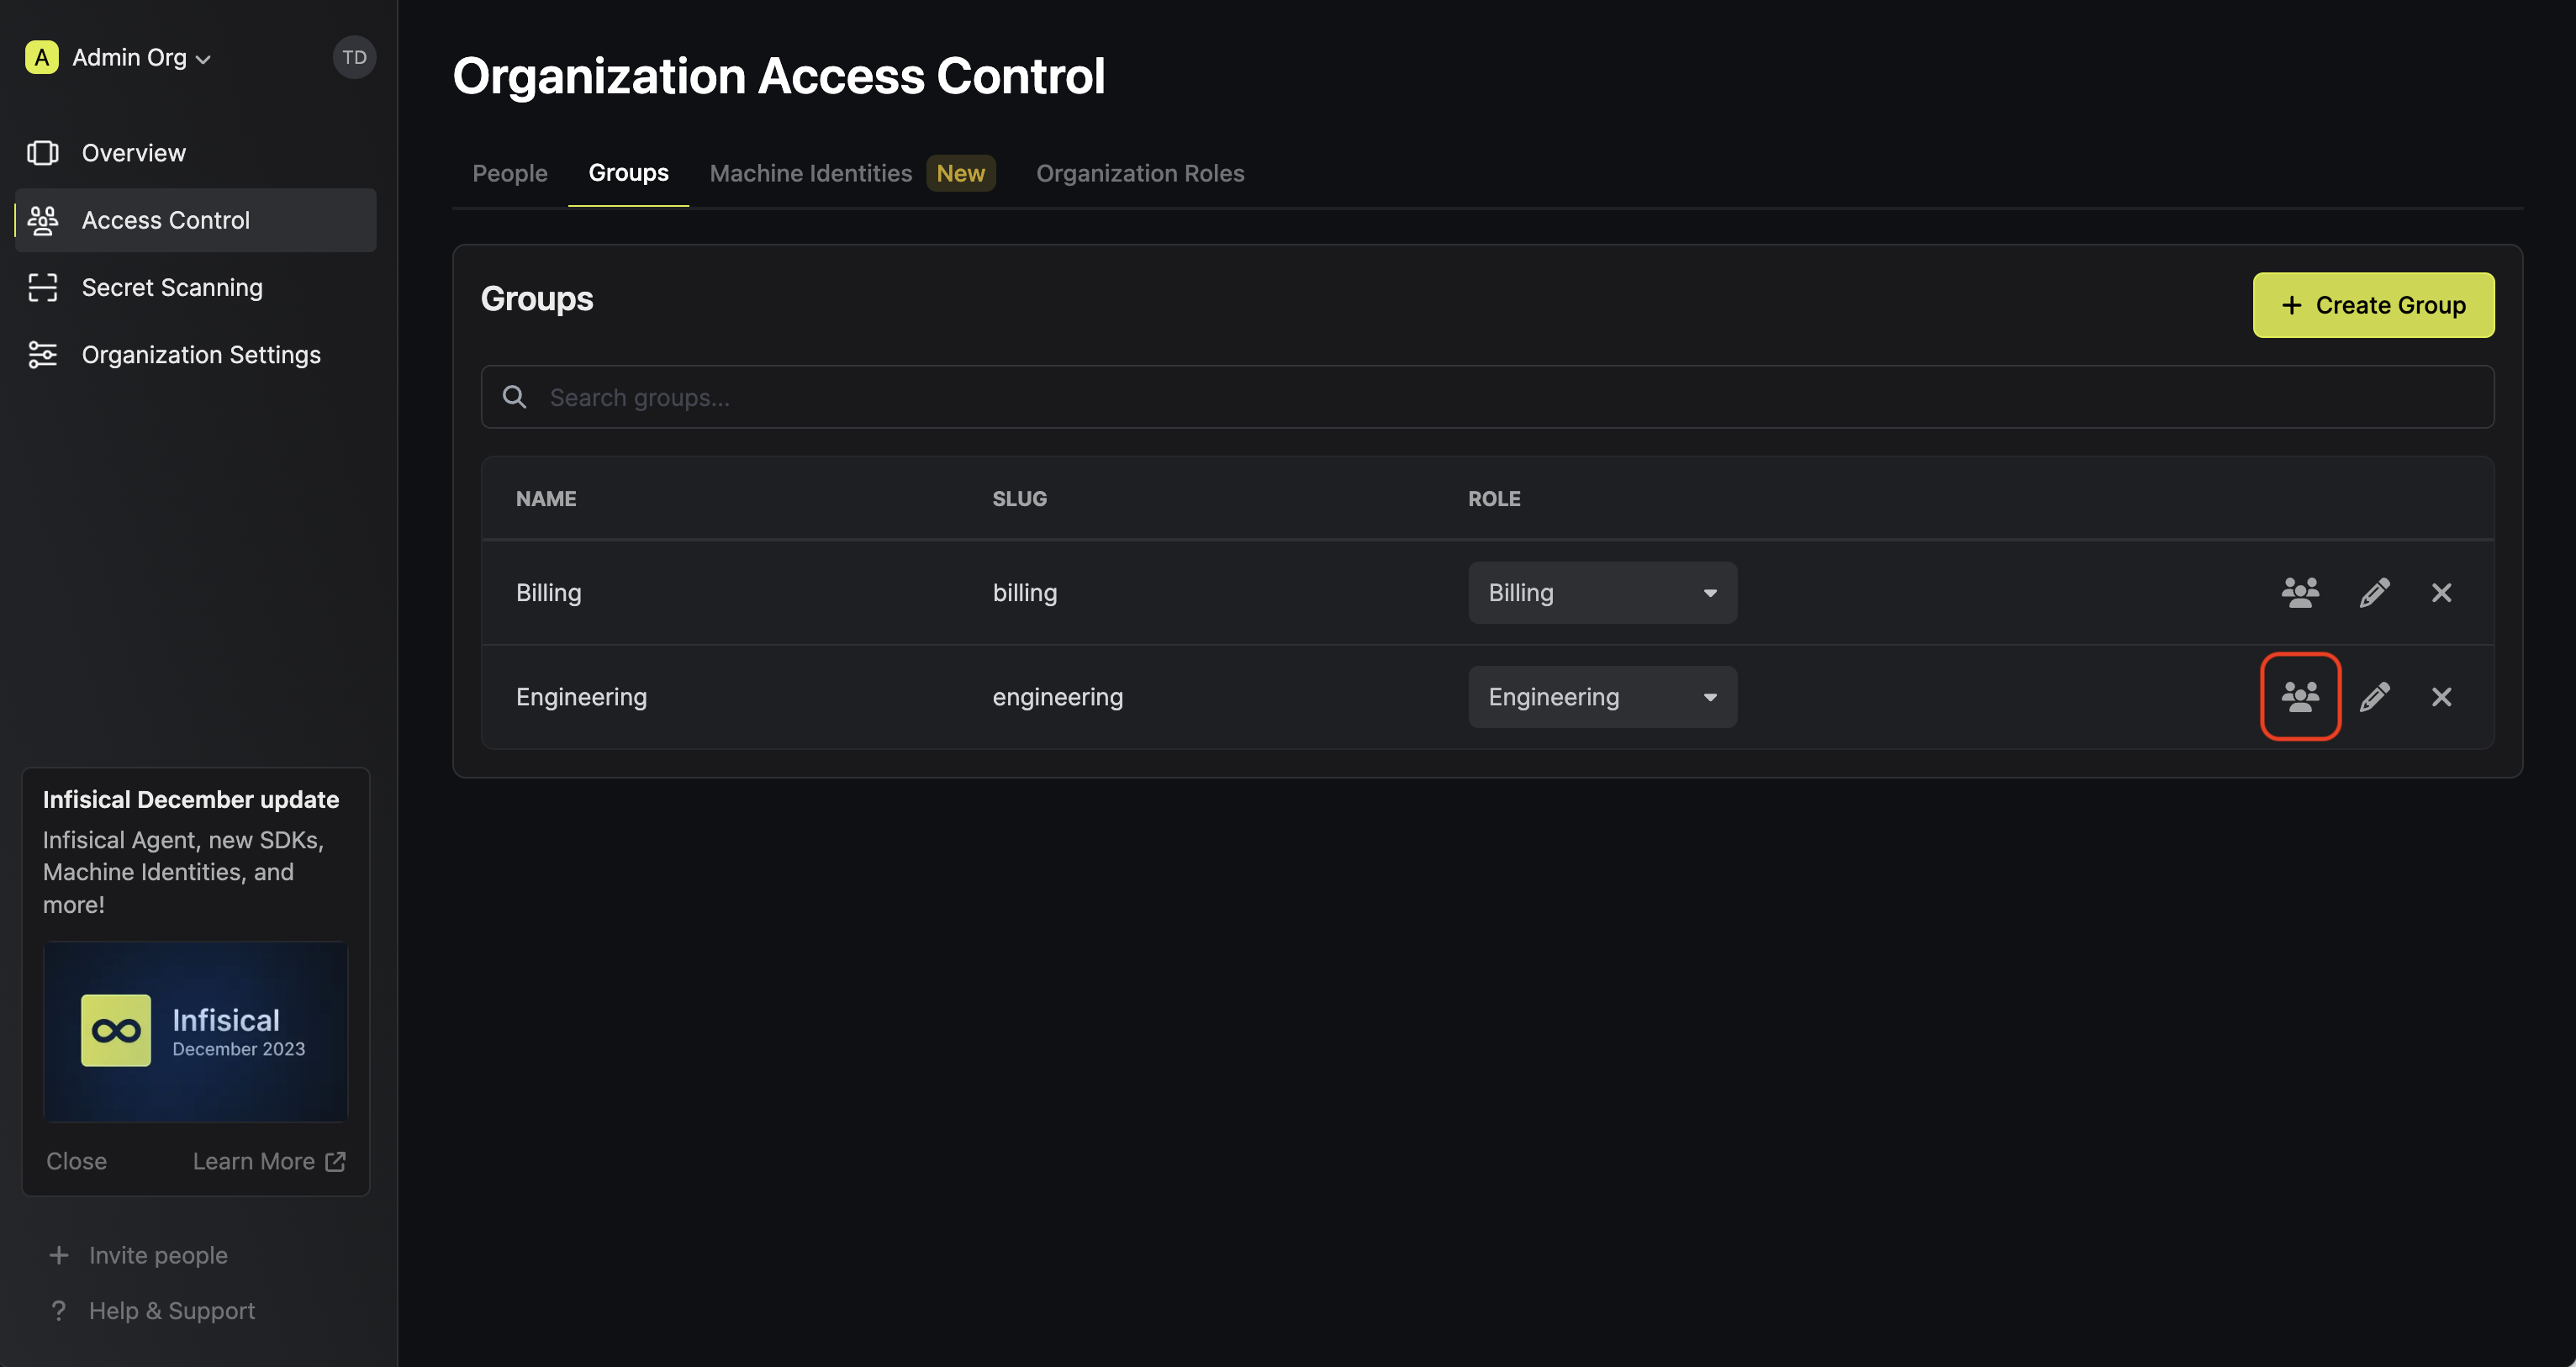 A Admin Org
TD
Overview
Access Control
Secret Scanning
Organization Settings
Infisical December update
Infisical Agent, new SDKs,
Machine Identities, and
more!
Infisical
December 2023
Close
Learn More
Invite people
? Help & Support
Organization Access Control
People Groups Machine Identities New Organization Roles
Groups
+ Create Group
Search groups...
NAME SLUG ROLE
Billing billing Billing
Engineering engineering Engineering